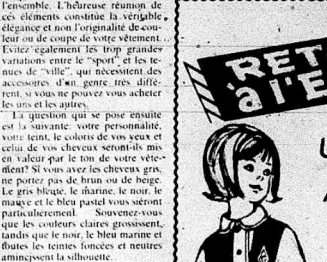 l'ensemble. L'heureuse réunion de
ces éléments constitue la véritable
élégance et non l'originalité de cou-
leur ou de coupe de votre vêtement.
Evitez également les trop grandes
variations entre le "sport" et les te-
nues de "ville", qui nécessitent des
accessoires d'un genre très diffé-
rent, si vous ne pouvez vous acheter
les uns et les autres.
La question qui se pose ensuite
est la suivante: votre personnalité,
votre teint, le coloris de vos yeux et
celui de vos cheveux seront-ils mis
en valeur par le ton de votre vête-
ment? Si vous avez les cheveux gris,
ne portez pas de brun ou de beige.
Le gris bleuté, le marine, le noir, le
mauve et le bleu pastel vous siéront
particulièrement. Souvenez-vous
que les couleurs claires grossissent,
tandis que le noir, le bleu marine et
toutes les teintes foncées et neutres
amincissent la silhouette.
RET
à l'E